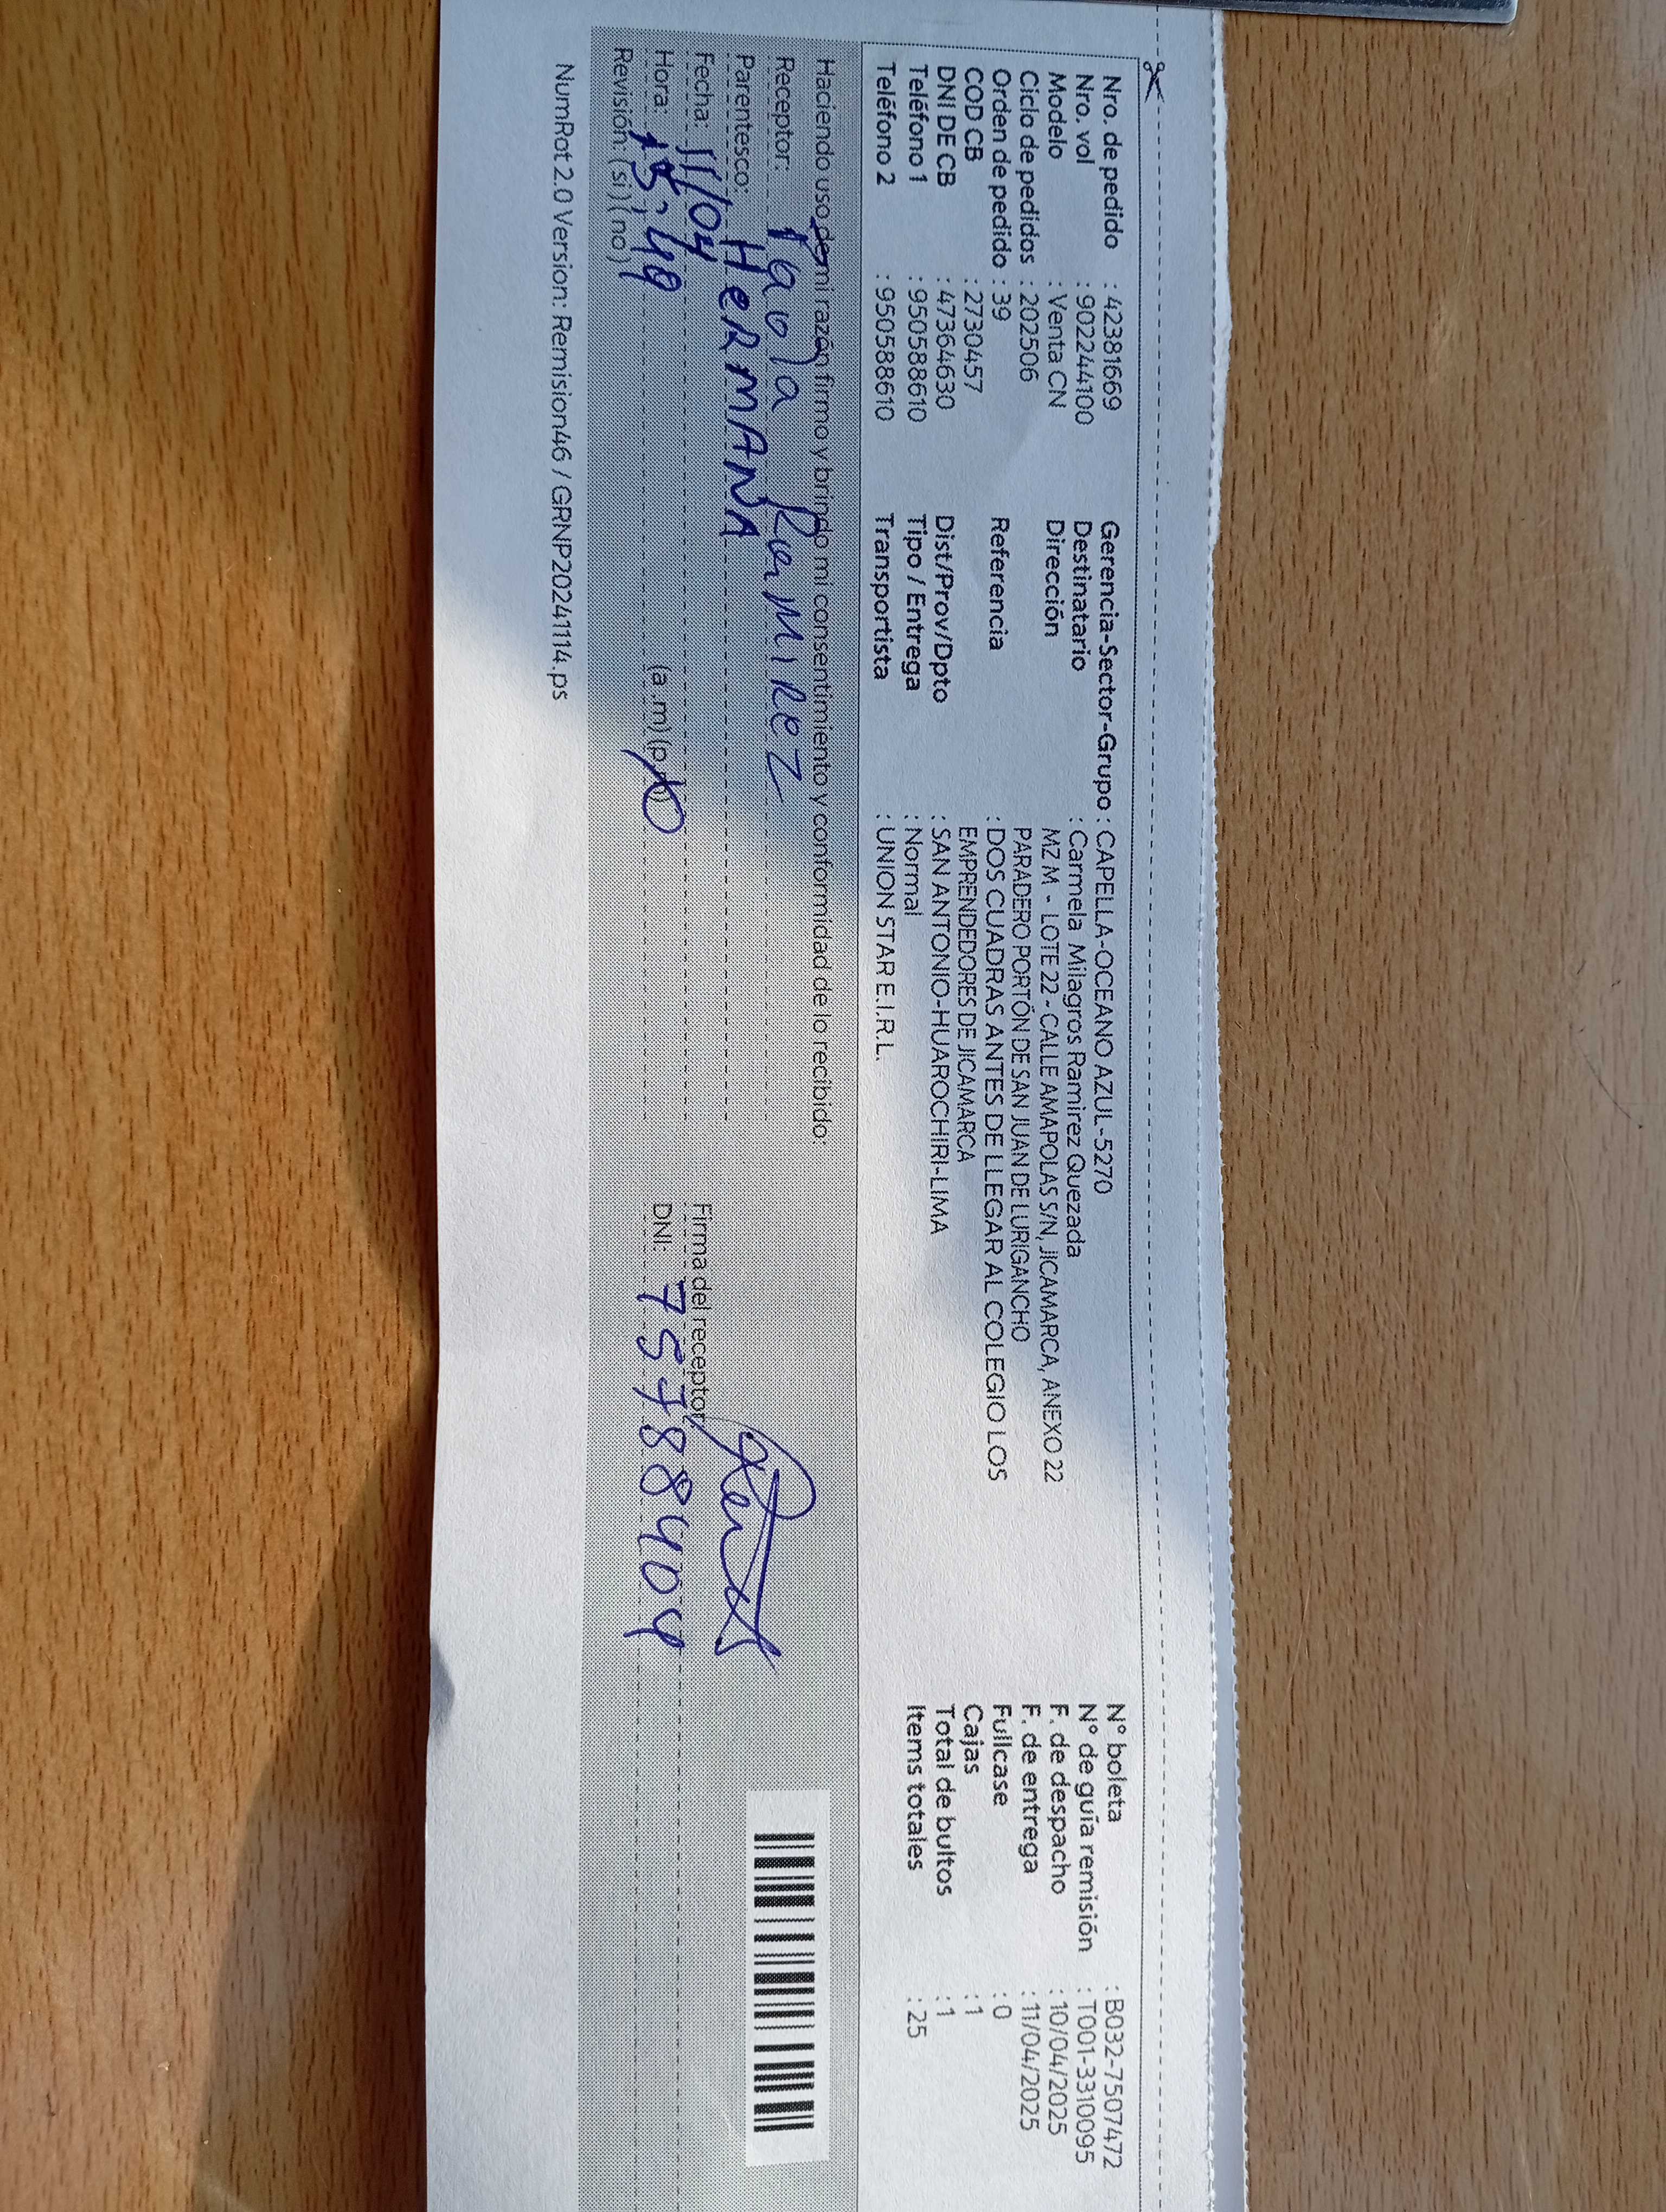 Nro. de pedido : 42381669
Nro. vol : 902244100
Modelo : Venta CN
Ciclo de pedidos : 202506
Orden de pedido : 39
COD CB : 2730457
DNI DE CB : 47364630
Teléfono 1 : 950588610
Teléfono 2 : 950588610
Gerencia-Sector-Grupo : CAPELLA-OCEANO AZUL-5270
Destinatario : Carmela Milagros Ramirez Quezada
Dirección MZ M - LOTE 22 - CALLE AMAPOLAS S/N, JICAMARCA, ANEXO 22
PARADERO PORTÓN DE SAN JUAN DE LURIGANCHO
Referencia : DOS CUADRAS ANTES DE LLEGAR AL COLEGIO LOS
EMPRENDEDORES DE JICAMARCA
Dist/Prov/Dpto : SAN ANTONIO-HUAROCHIRI-LIMA
Tipo / Entrega : Normal
Transportista : UNION STAR E.I.R.L.
N° boleta : B032-7507472
N° de guía remisión : T001-3310095
F. de despacho : 10/04/2025
F. de entrega : 11/04/2025
Fullcase : 0
Cajas : 1
Total de bultos : 1
Items totales : 25
Haciendo uso de mi razón firmo y brindo mi consentimiento y conformidad de lo recibido:
Receptor: Paola Ramirez
Parentesco: HeRMANA
Fecha: 11/04
Hora: 13:49 (a.m) (p.m)
Revisión: (si) (no)
Firma del receptor
DNI: 75788404
NumRot 2.0 Version: Remision46 / GRNP20241114.ps